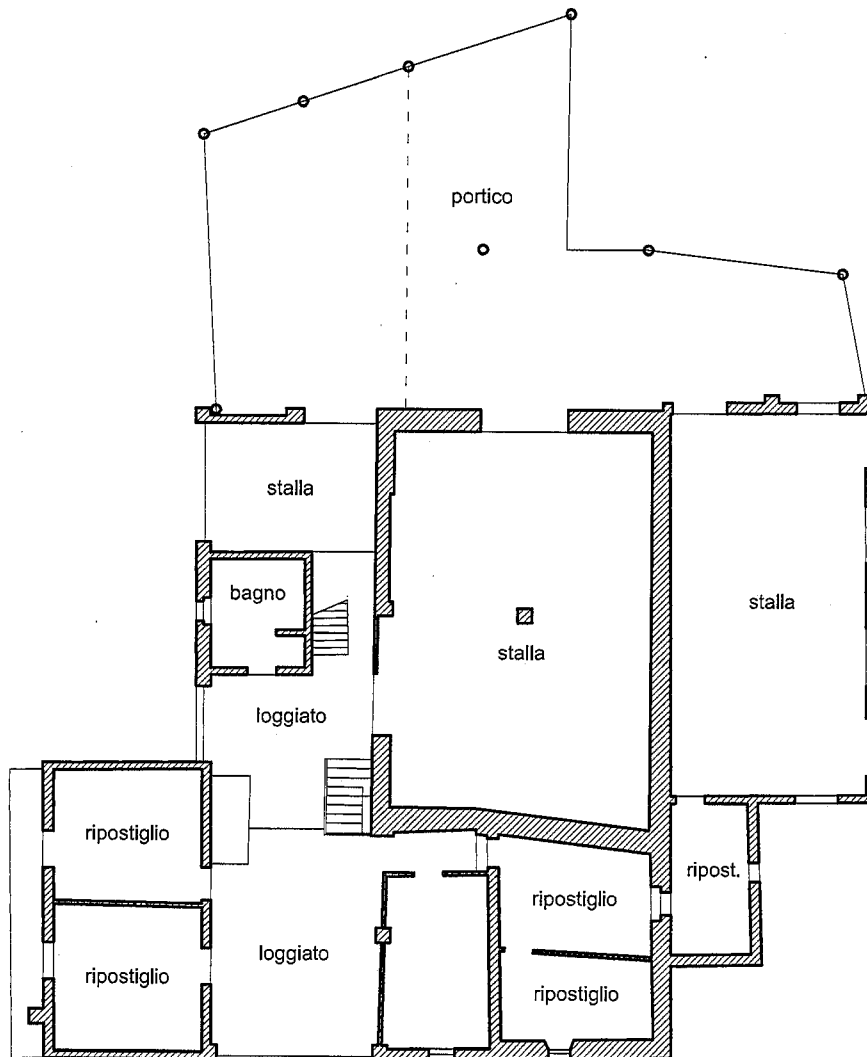 portico
stalla
bagno
stalla
stalla
loggiato
ripostiglio
ripost.
ripostiglio
loggiato
ripostiglio
ripostiglio